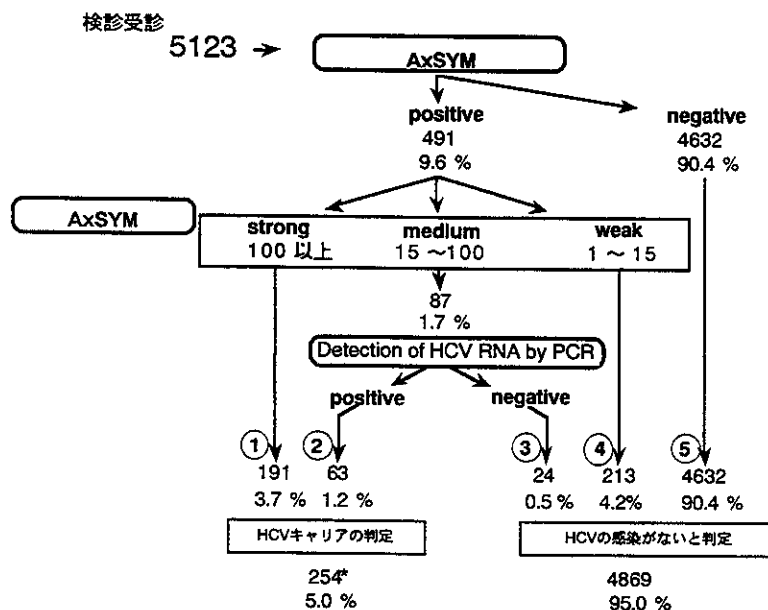 検診受診
5123
AxSYM
positive
491
9.6 %
negative
4632
90.4 %
AxSYM
strong
100 以上
medium
15 ～100
weak
1 ～ 15
87
1.7 %
Detection of HCV RNA by PCR
positive
negative
①
191
3.7 %
②
63
1.2 %
③
24
0.5 %
④
213
4.2%
⑤
4632
90.4%
HCVキャリアの判定
HCVの感染がないと判定
254*
5.0 %
4869
95.0 %